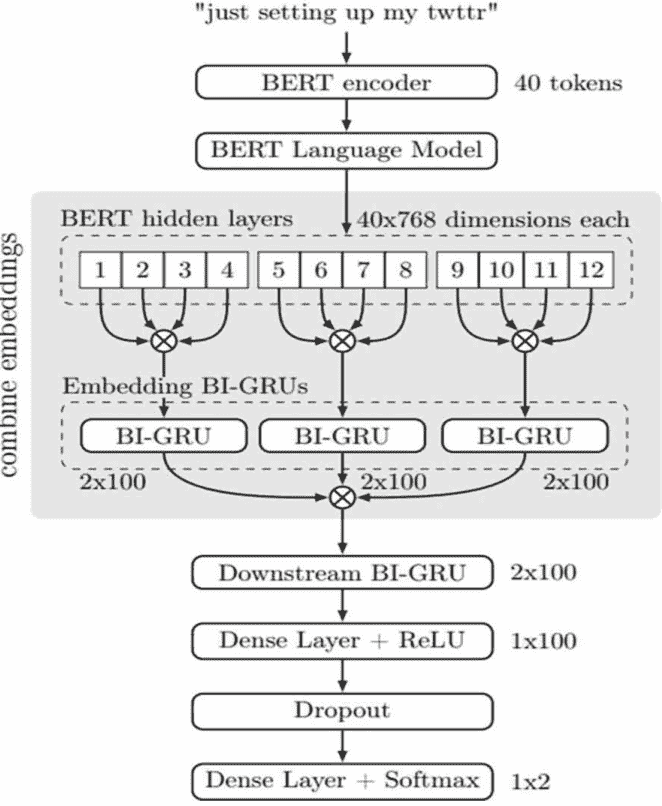 "just setting up my twttr"
BERT encoder 40 tokens
BERT Language Model
combine embeddings
BERT hidden layers 40x768 dimensions each
1 2 3 4 5 6 7 8 9 10 11 12
Embedding BI-GRUs
BI-GRU BI-GRU BI-GRU
2x100 2x100 2x100
Downstream BI-GRU 2x100
Dense Layer + ReLU 1x100
Dropout
Dense Layer + Softmax 1x2